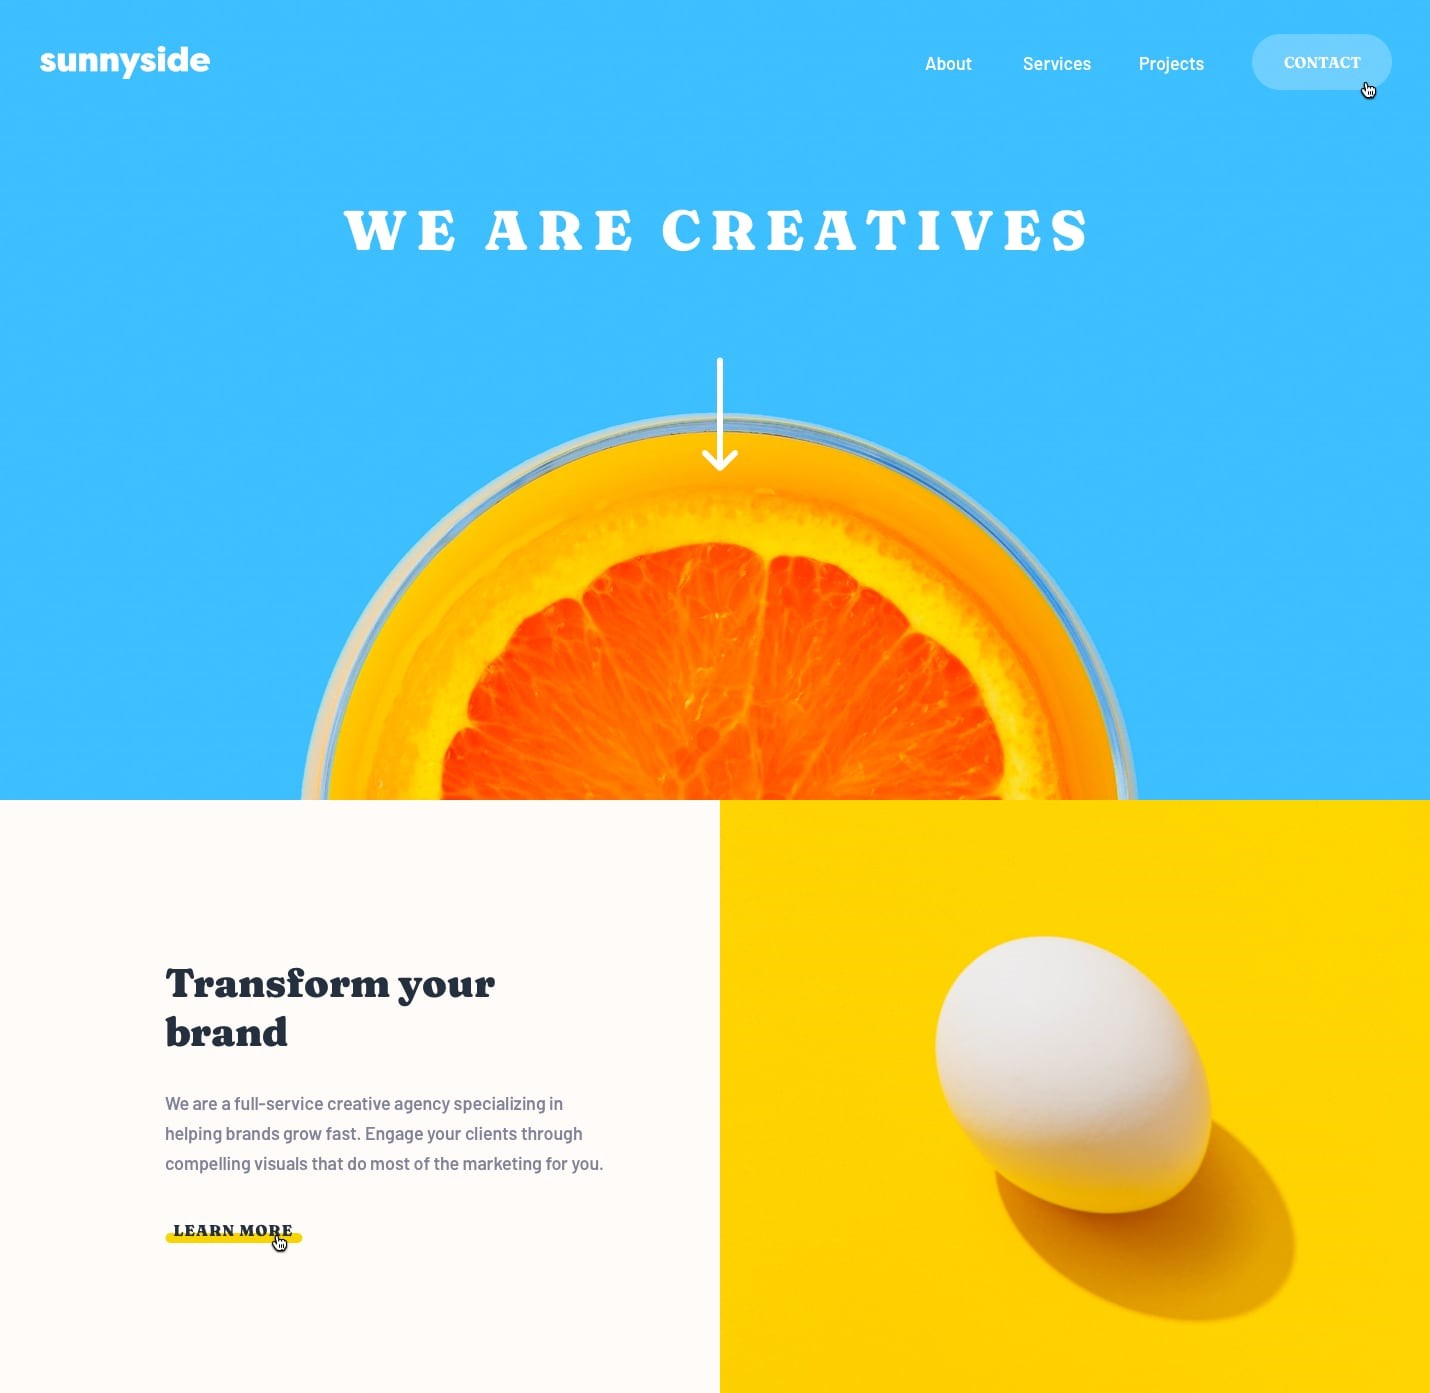 sunnyside
About Services Projects CONTACT
WE ARE CREATIVES
Transform your
brand
We are a full-service creative agency specializing in
helping brands grow fast. Engage your clients through
compelling visuals that do most of the marketing for you.
LEARN MORE